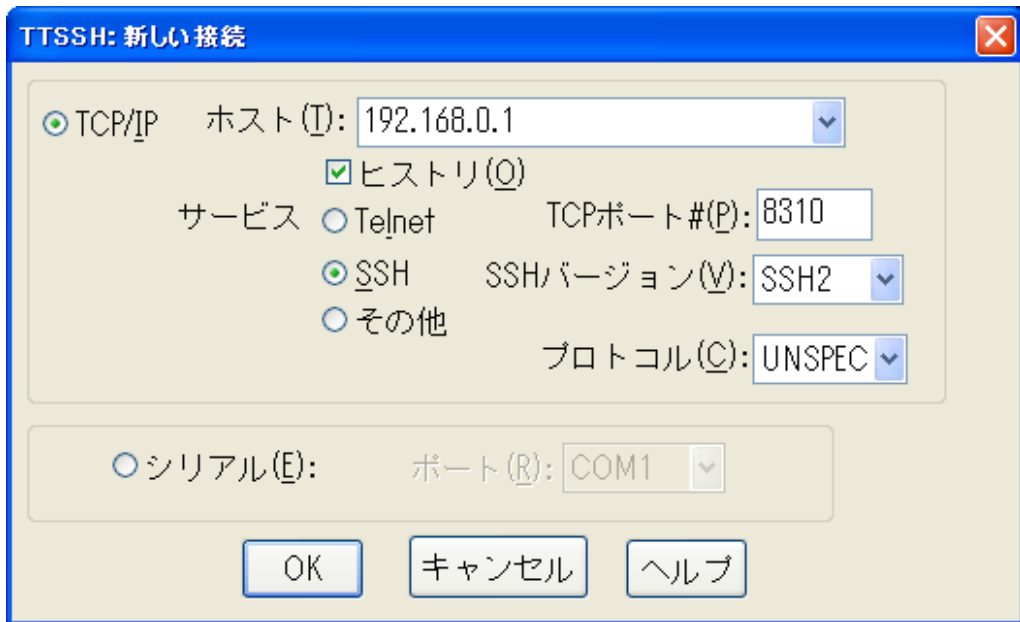 TTSSH: 新しい接続
TCP/IP ホスト(T): 192.168.0.1
ヒストリ(O)
サービス Telnet TCPポート#(P): 8310
SSH SSHバージョン(V): SSH2
その他
プロトコル(C): UNSPEC
シリアル(E): ポート(R): COM1
OK キャンセル ヘルプ